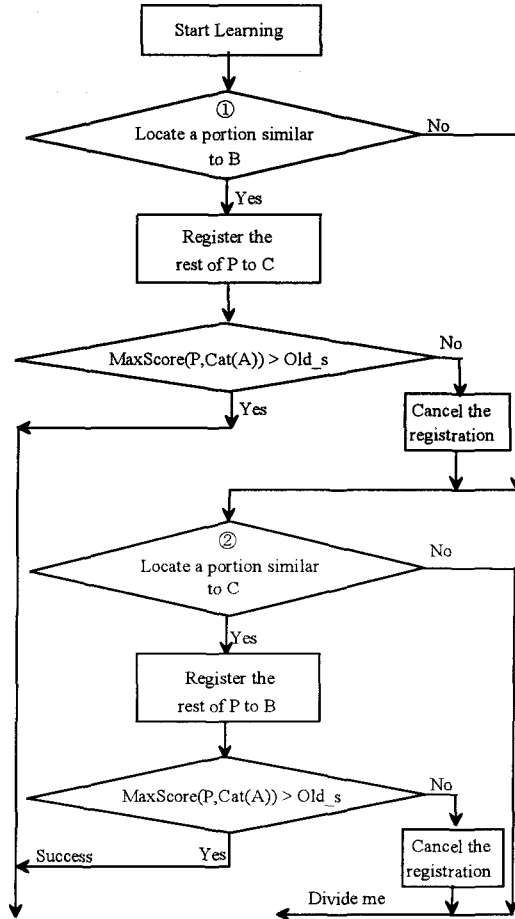 Start Learning
①
Locate a portion similar
to B
No
Yes
Register the
rest of P to C
MaxScore(P,Cat(A)) > Old_s
No
Yes
Cancel the
registration
②
Locate a portion similar
to C
No
Yes
Register the
rest of P to B
MaxScore(P,Cat(A)) > Old_s
No
Yes
Success
Cancel the
registration
Divide me